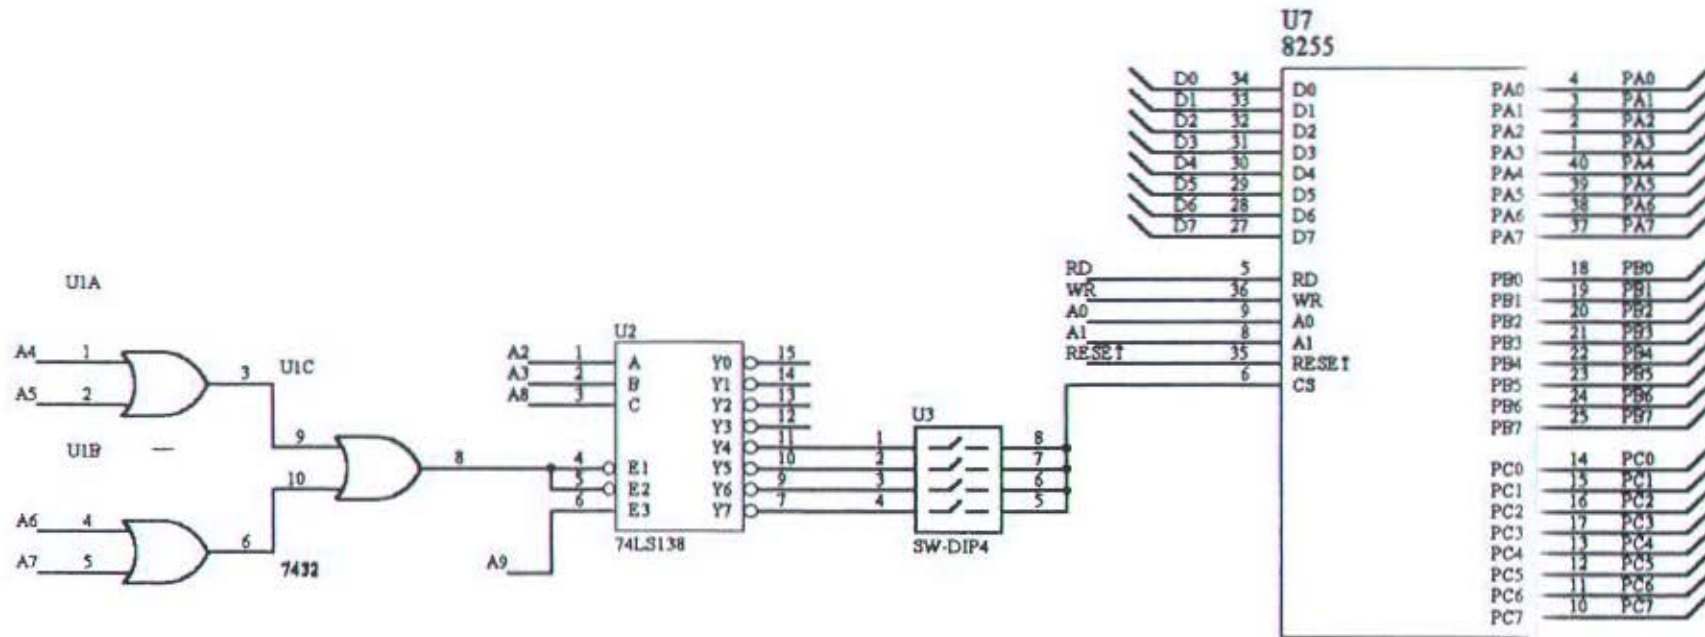 U7
8255
D0 34 D0 PA0 4 PA0
D1 33 D1 PA1 3 PA1
D2 32 D2 PA2 2 PA2
D3 31 D3 PA3 1 PA3
D4 30 D4 PA4 40 PA4
D5 29 D5 PA5 39 PA5
D6 28 D6 PA6 38 PA6
D7 27 D7 PA7 37 PA7
RD 5 RD PB0 18 PB0
WR 36 WR PB1 19 PB1
A0 9 A0 PB2 20 PB2
A1 8 A1 PB3 21 PB3
RESET 35 RESET PB4 22 PB4
6 CS PB5 23 PB5
PB6 24 PB6
PB7 25 PB7
PC0 14 PC0
PC1 15 PC1
PC2 16 PC2
PC3 17 PC3
PC4 13 PC4
PC5 12 PC5
PC6 11 PC6
PC7 10 PC7
U1A
A4 1
A5 2
3
U1C
U1B
9
10
8
A6 4
A7 5
6
7432
U2
A2 1 A Y0 15
A3 2 B Y1 14
A8 3 C Y2 13
Y3 12
Y4 11
4 E1 Y5 10
5 E2 Y6 9
6 E3 Y7 7
74LS138
A9
U3
1 8
2 7
3 6
4 5
SW-DIP4